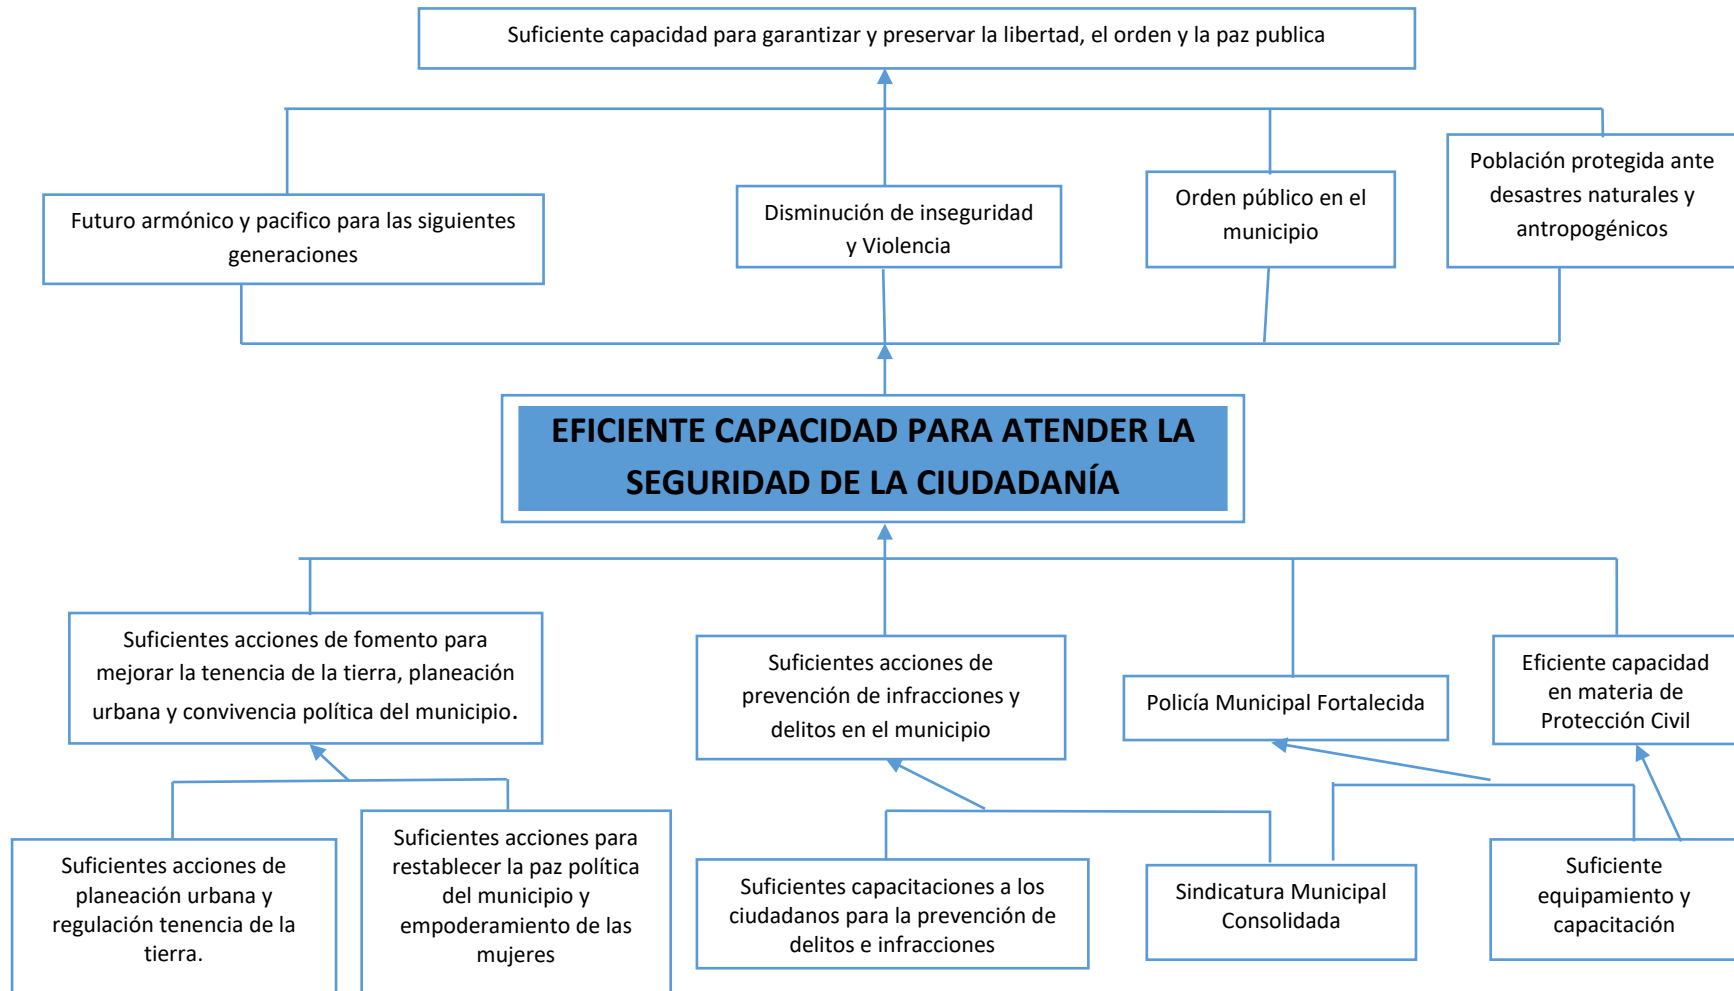 Suficiente capacidad para garantizar y preservar la libertad, el orden y la paz publica
Futuro armónico y pacifico para las siguientes
generaciones
Disminución de inseguridad
y Violencia
Orden público en el
municipio
Población protegida ante
desastres naturales y
antropogénicos
EFICIENTE CAPACIDAD PARA ATENDER LA
SEGURIDAD DE LA CIUDADANÍA
Suficientes acciones de fomento para
mejorar la tenencia de la tierra, planeación
urbana y convivencia política del municipio.
Suficientes acciones de
prevención de infracciones y
delitos en el municipio
Policía Municipal Fortalecida
Eficiente capacidad
en materia de
Protección Civil
Suficientes acciones de
planeación urbana y
regulación tenencia de la
tierra.
Suficientes acciones para
restablecer la paz política
del municipio y
empoderamiento de las
mujeres
Suficientes capacitaciones a los
ciudadanos para la prevención de
delitos e infracciones
Sindicatura Municipal
Consolidada
Suficiente
equipamiento y
capacitación